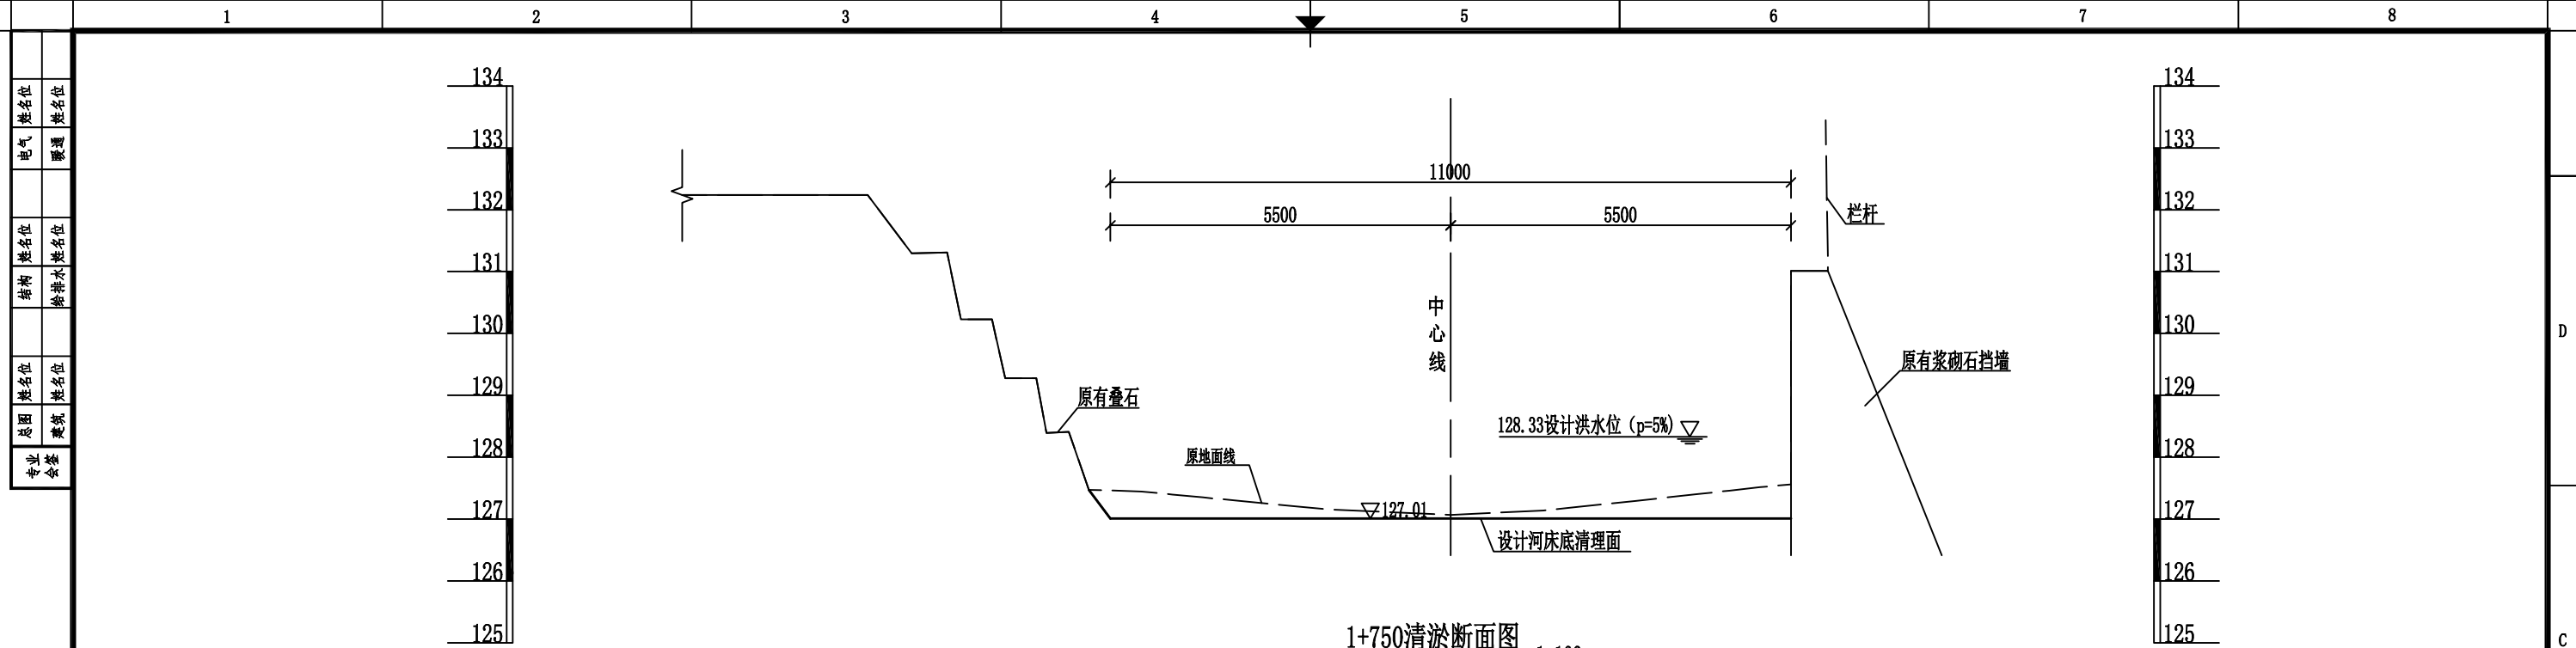 1 2 3 4 5 6 7 8
电气 姓名位
暖通 姓名位
结构 姓名位
给排水 姓名位
总图 姓名位
建筑 姓名位
专业
会签
134
133
132
131
130
129
128
127
126
125
11000
5500 5500
中
心
线
栏杆
原有浆砌石挡墙
原有叠石
128.33设计洪水位（p=5%）
原地面线
127.01
设计河床底清理面
134
133
132
131
130
129
128
127
126
125
D
C
1+750清淤断面图